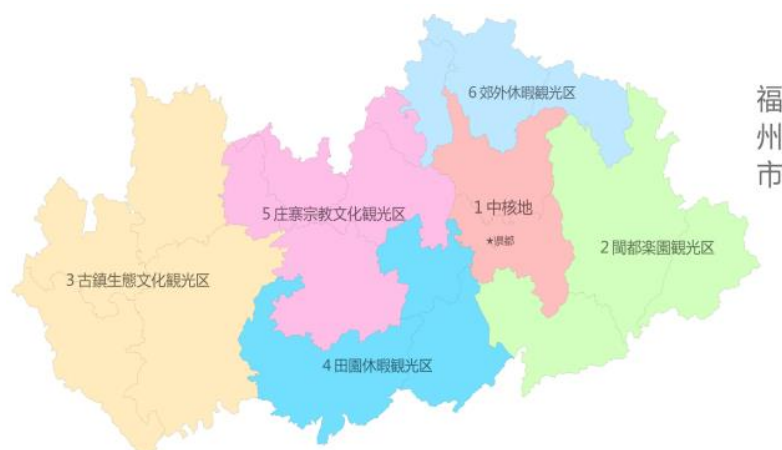 6 郊外休暇観光区
福州市
1 中核地
5 庄寨宗教文化観光区
★県都
2 閩都楽園観光区
3 古鎮生態文化観光区
4 田園休暇観光区